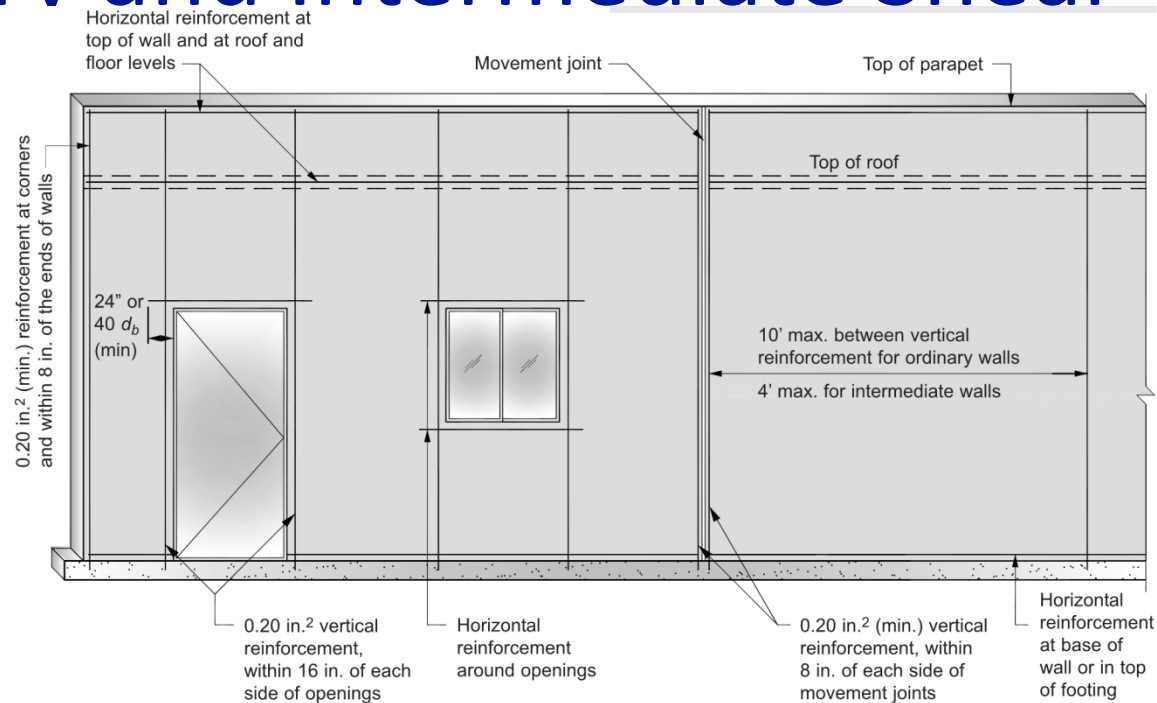 and Intermediate Shear
Horizontal reinforcement at
top of wall and at roof and
floor levels
Movement joint
Top of parapet
Top of roof
0.20 in.² (min.) reinforcement at corners
and within 8 in. of the ends of walls
24” or
40 d_b
(min)
10’ max. between vertical
reinforcement for ordinary walls
4’ max. for intermediate walls
0.20 in.² vertical
reinforcement,
within 16 in. of each
side of openings
Horizontal
reinforcement
around openings
0.20 in.² (min.) vertical
reinforcement, within
8 in. of each side of
movement joints
Horizontal
reinforcement
at base of
wall or in top
of footing